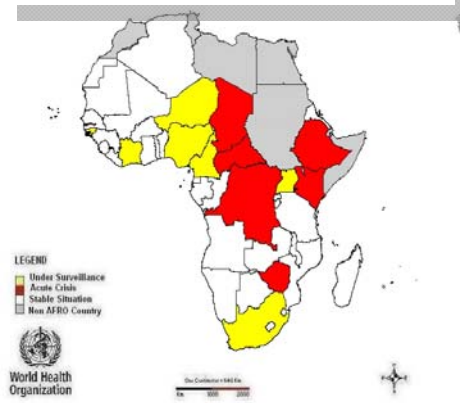 LEGEND
Under Surveillance
Acute Crisis
Stable Situation
Non AFRO Country
World Health
Organization